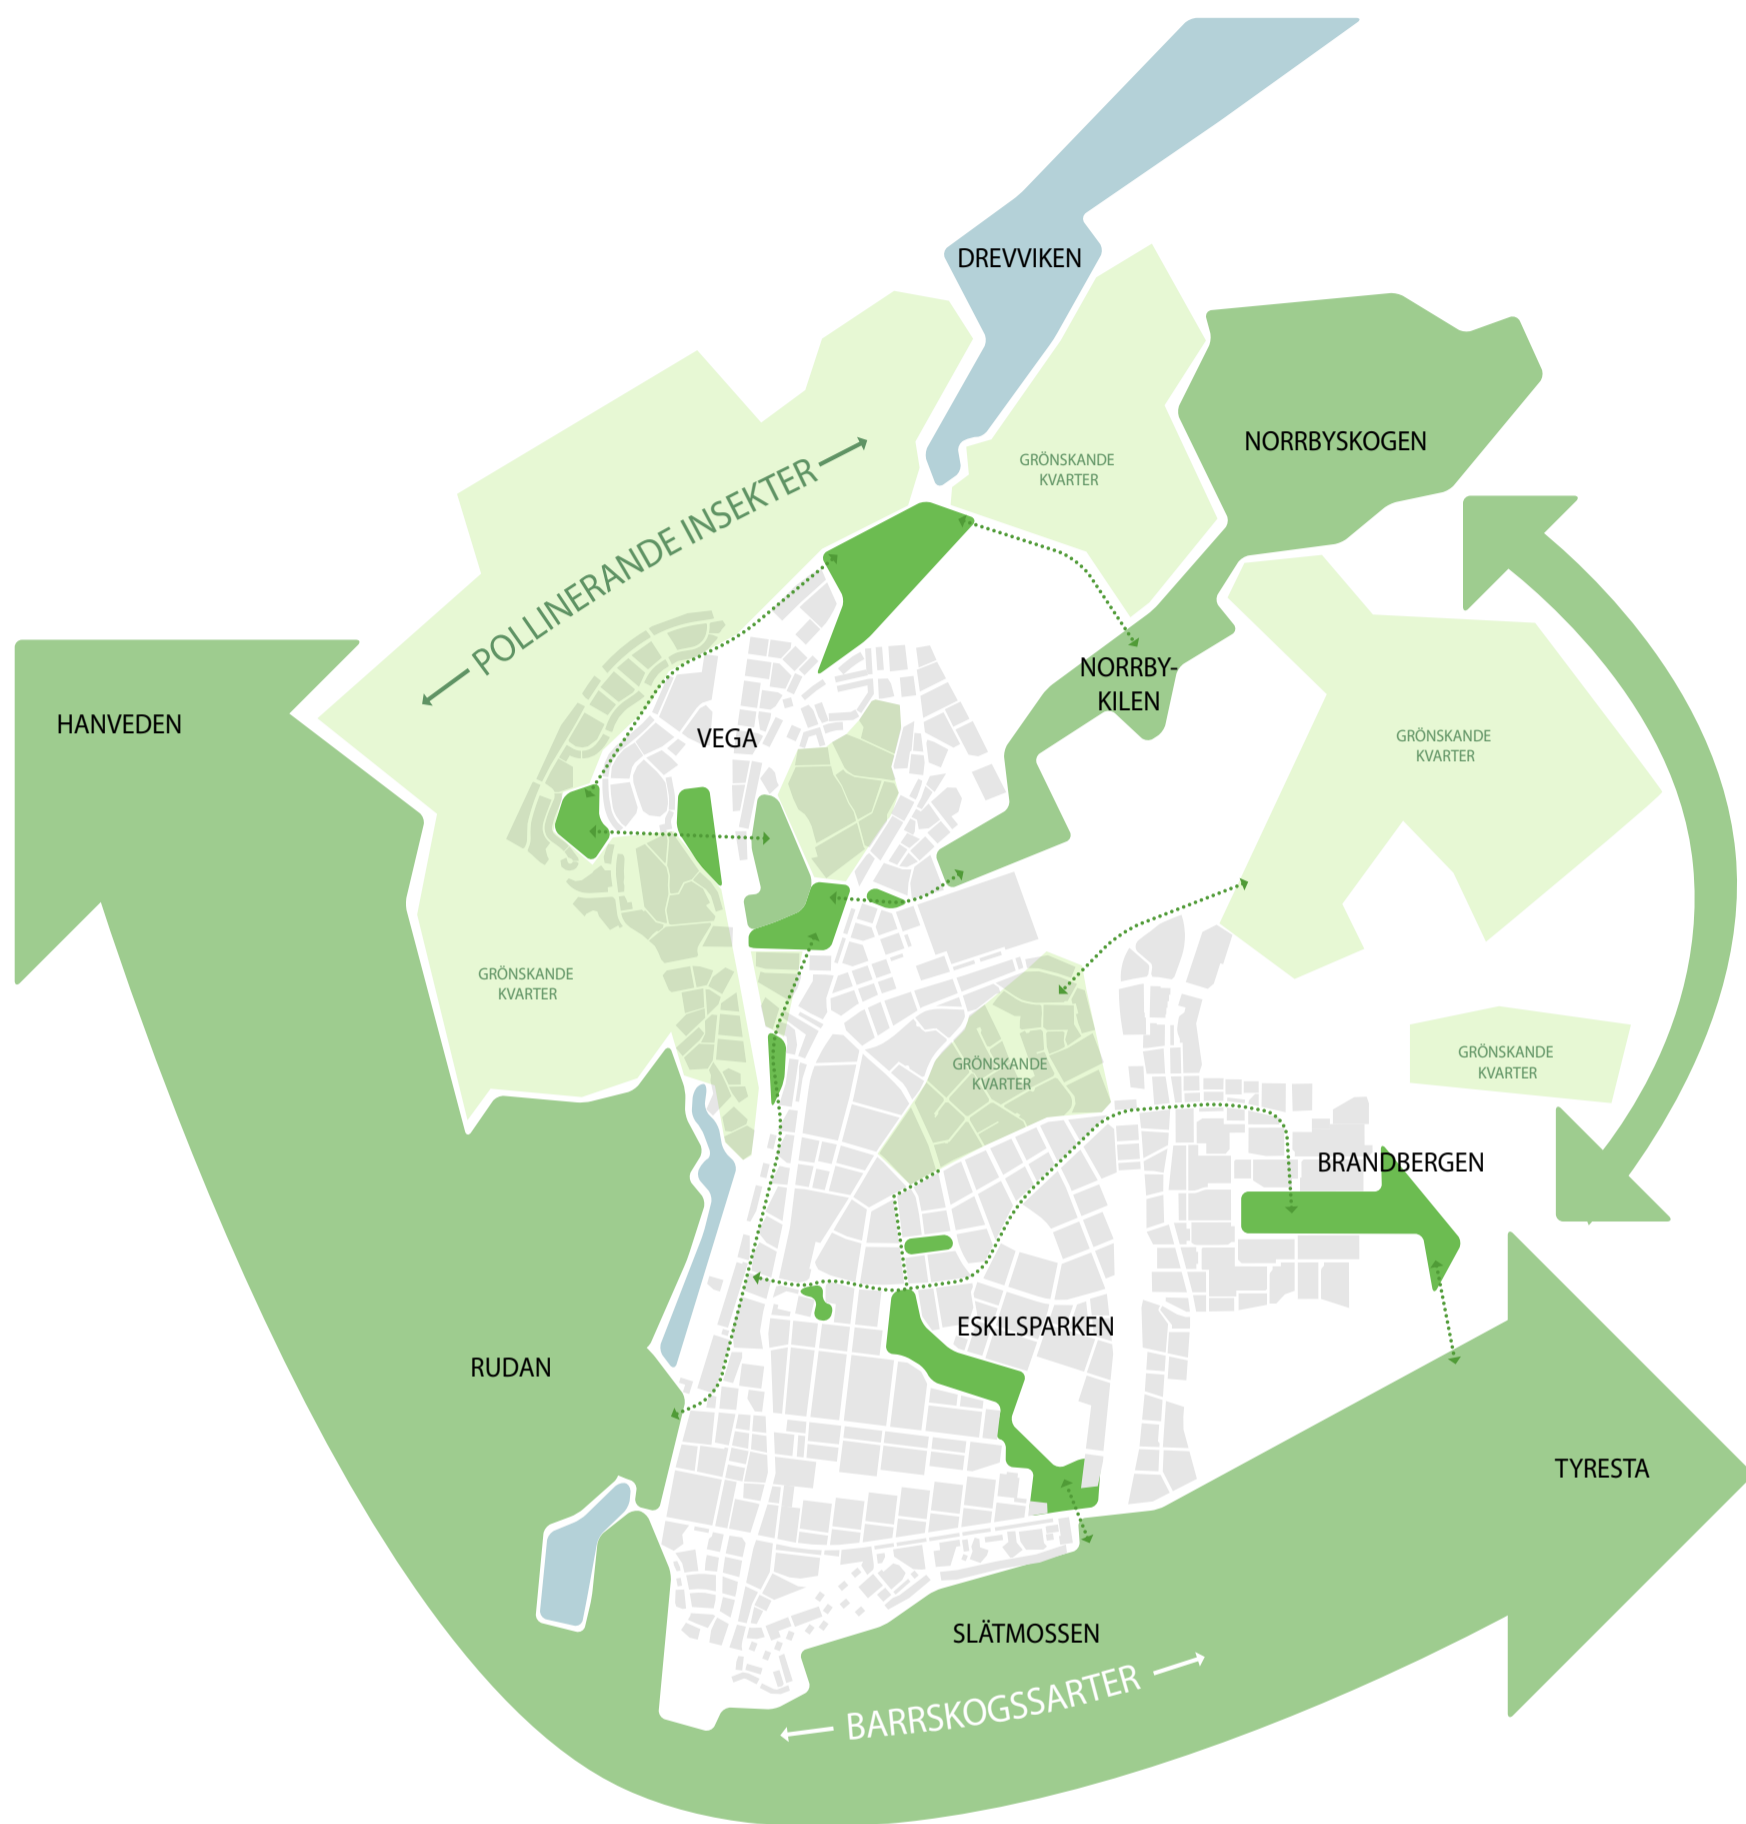 DREVVIKEN
NORRBYSKOGEN
GRÖNSKANDE
KVARTER
POLLINERANDE INSEKTER
NORRBY-
KILEN
HANVEDEN
VEGA
GRÖNSKANDE
KVARTER
GRÖNSKANDE
KVARTER
GRÖNSKANDE
KVARTER
GRÖNSKANDE
KVARTER
BRANDBERGEN
ESKILSPARKEN
RUDAN
TYRESTA
SLÄTMOSSEN
BARRSKOGSSARTER